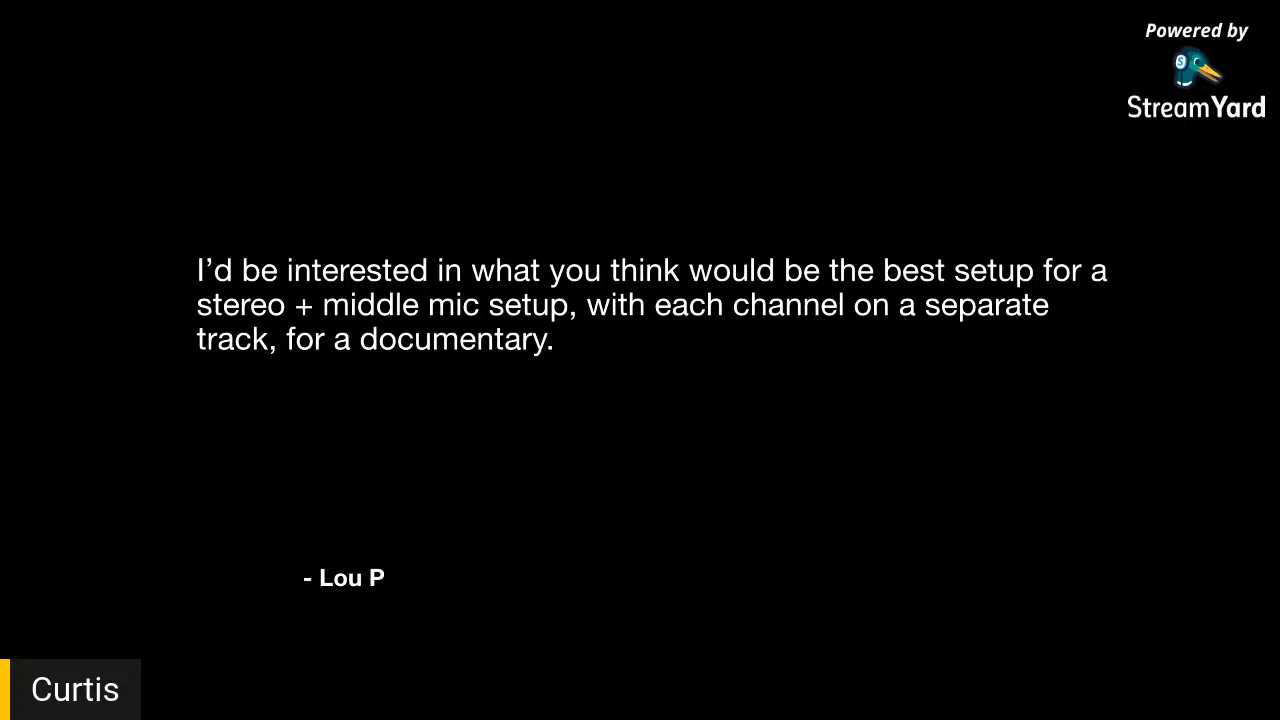 Powered by
S
StreamYard
I’d be interested in what you think would be the best setup for a
stereo + middle mic setup, with each channel on a separate
track, for a documentary.
- Lou P
Curtis